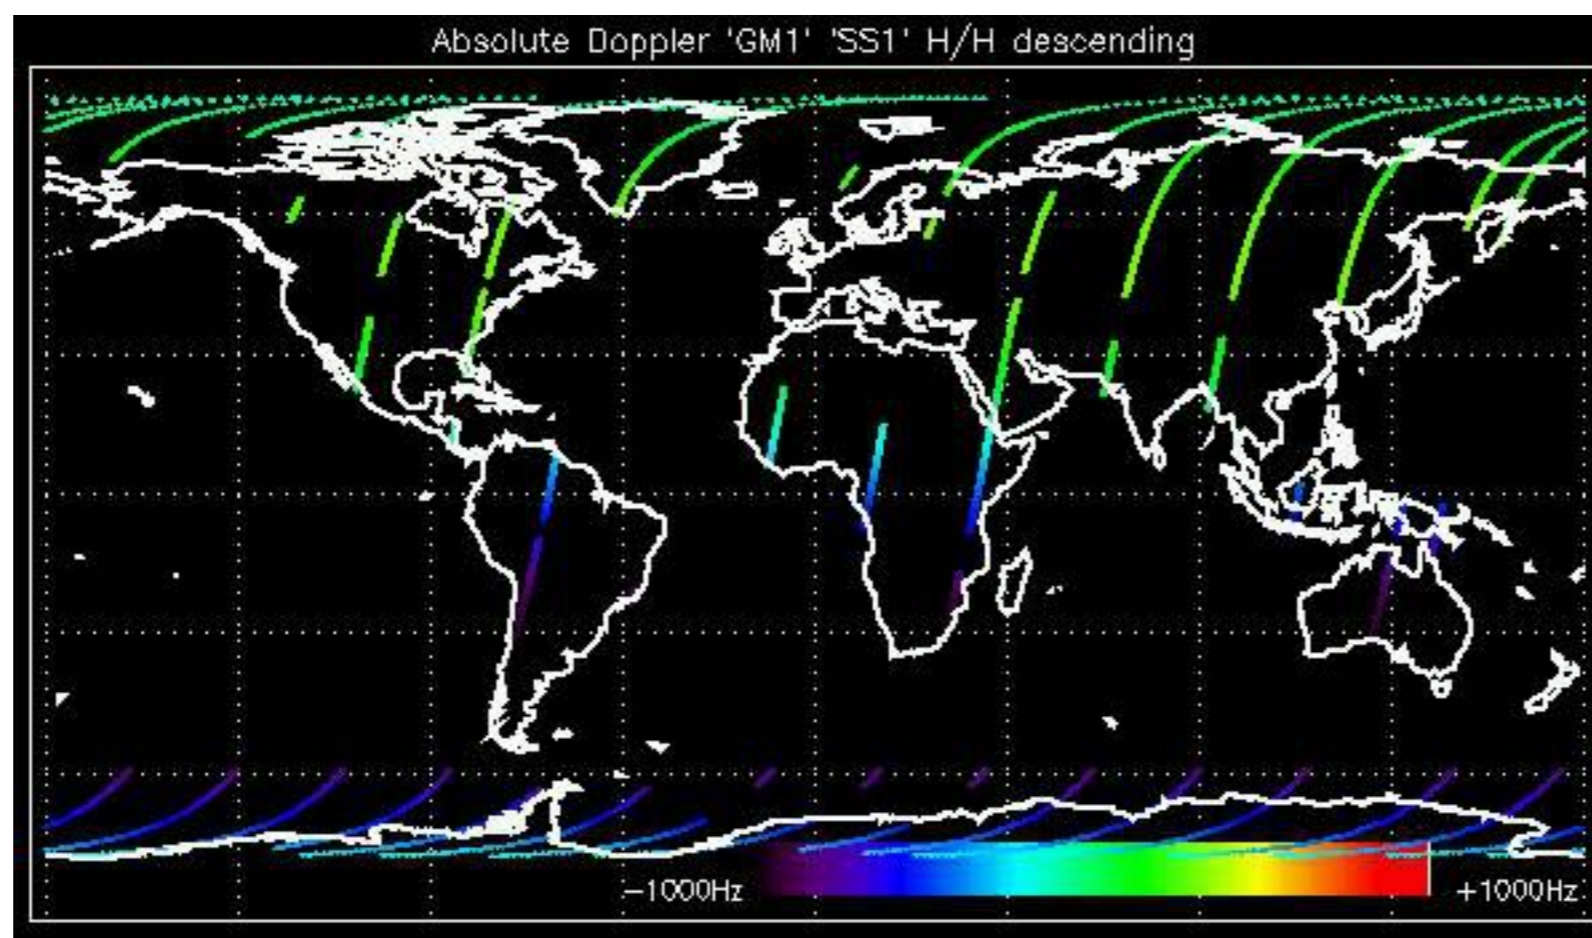 Absolute Doppler 'GM1' 'SS1' H/H descending
-1000Hz
+1000Hz